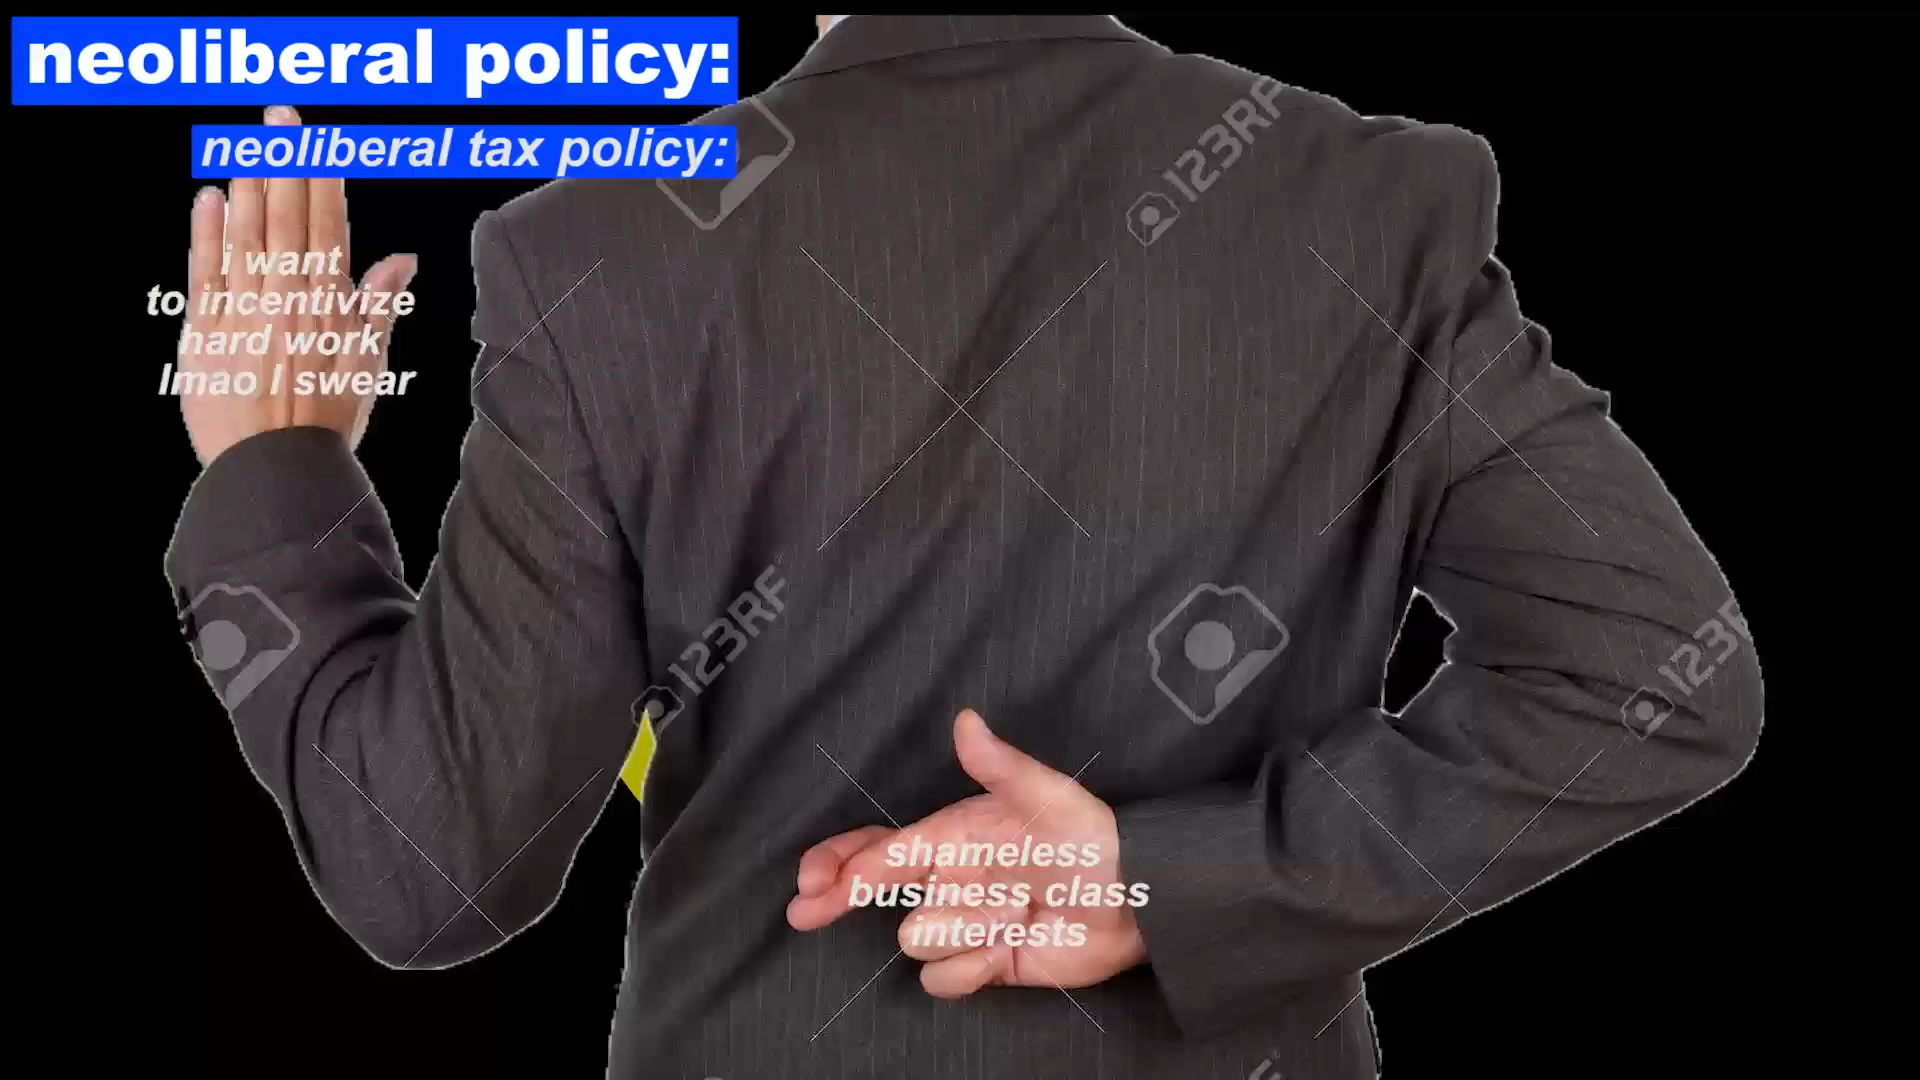 neoliberal policy:
neoliberal tax policy:
i want
to incentivize
hard work
lmao I swear
shameless
business class
interests
123RF
123RF
123RF